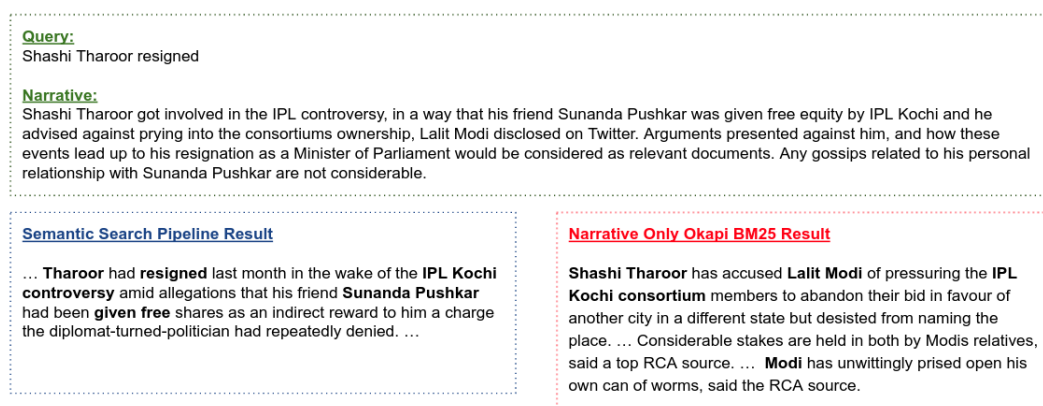 Query:
Shashi Tharoor resigned
Narrative:
Shashi Tharoor got involved in the IPL controversy, in a way that his friend Sunanda Pushkar was given free equity by IPL Kochi and he
advised against prying into the consortiums ownership, Lalit Modi disclosed on Twitter. Arguments presented against him, and how these
events lead up to his resignation as a Minister of Parliament would be considered as relevant documents. Any gossips related to his personal
relationship with Sunanda Pushkar are not considerable.
Semantic Search Pipeline Result
... Tharoor had resigned last month in the wake of the IPL Kochi
controversy amid allegations that his friend Sunanda Pushkar
had been given free shares as an indirect reward to him a charge
the diplomat-turned-politician had repeatedly denied. ...
Narrative Only Okapi BM25 Result
Shashi Tharoor has accused Lalit Modi of pressuring the IPL
Kochi consortium members to abandon their bid in favour of
another city in a different state but desisted from naming the
place. ... Considerable stakes are held in both by Modis relatives,
said a top RCA source. ... Modi has unwittingly prised open his
own can of worms, said the RCA source.